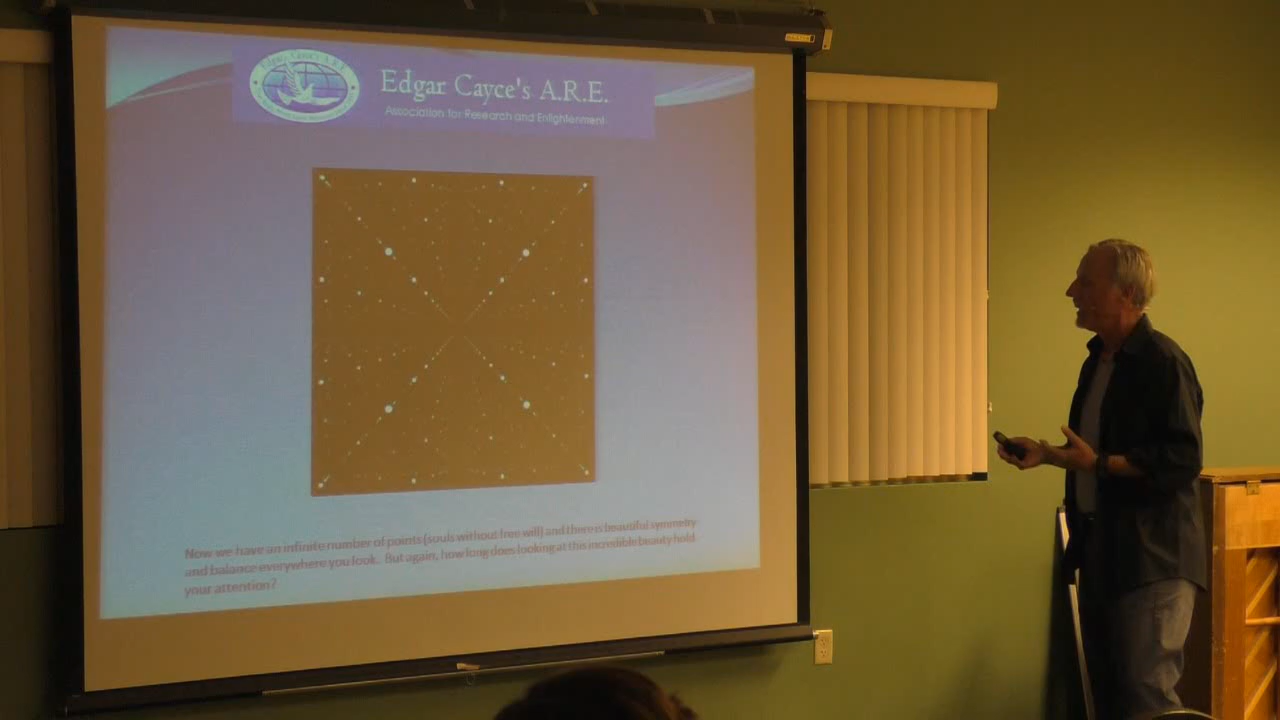 Edgar Cayce's A.R.E.
Edgar Cayce's A.R.E.
Association for Research and Enlightenment
Now we have an infinite number of points (souls without free will) and there is beautiful symmetry
and balance everywhere you look. But again, how long does looking at this incredible beauty hold
your attention?